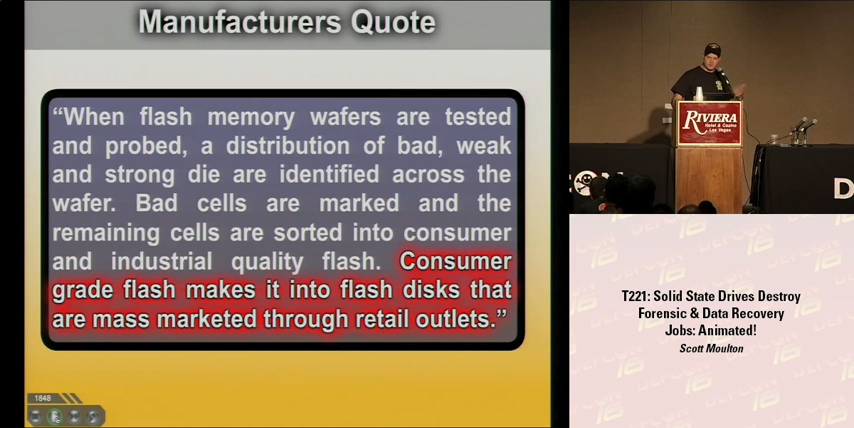 Manufacturers Quote
“When flash memory wafers are tested
and probed, a distribution of bad, weak
and strong die are identified across the
wafer. Bad cells are marked and the
remaining cells are sorted into consumer
and industrial quality flash. Consumer
grade flash makes it into flash disks that
are mass marketed through retail outlets.”
1848
RIVIERA
Hotel & Casino
Las Vegas
CON
D
T221: Solid State Drives Destroy
Forensic & Data Recovery
Jobs: Animated!
Scott Moulton
DEFCON
16